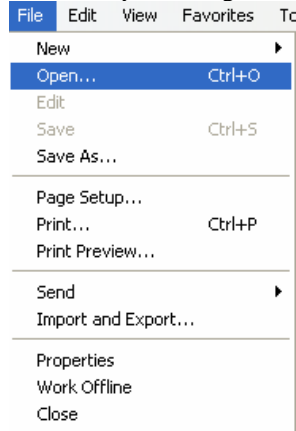 File Edit View Favorites To
New
Open... Ctrl+O
Edit
Save Ctrl+S
Save As...
Page Setup...
Print... Ctrl+P
Print Preview...
Send
Import and Export...
Properties
Work Offline
Close